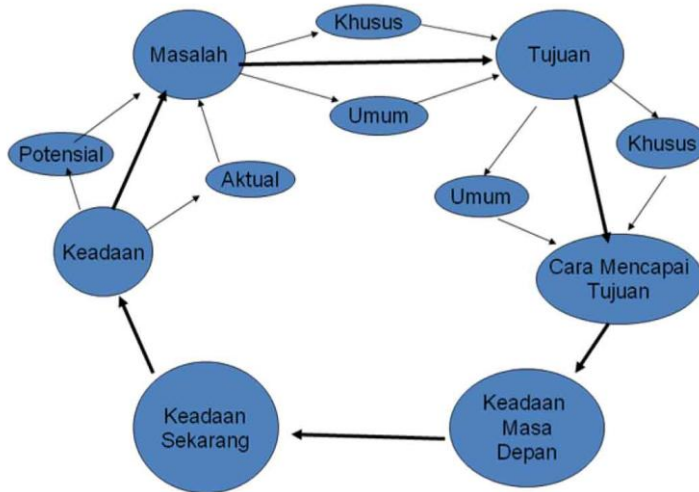 Khusus
Masalah
Tujuan
Umum
Potensial
Aktual
Khusus
Umum
Keadaan
Cara Mencapai
Tujuan
Keadaan
Sekarang
Keadaan
Masa
Depan